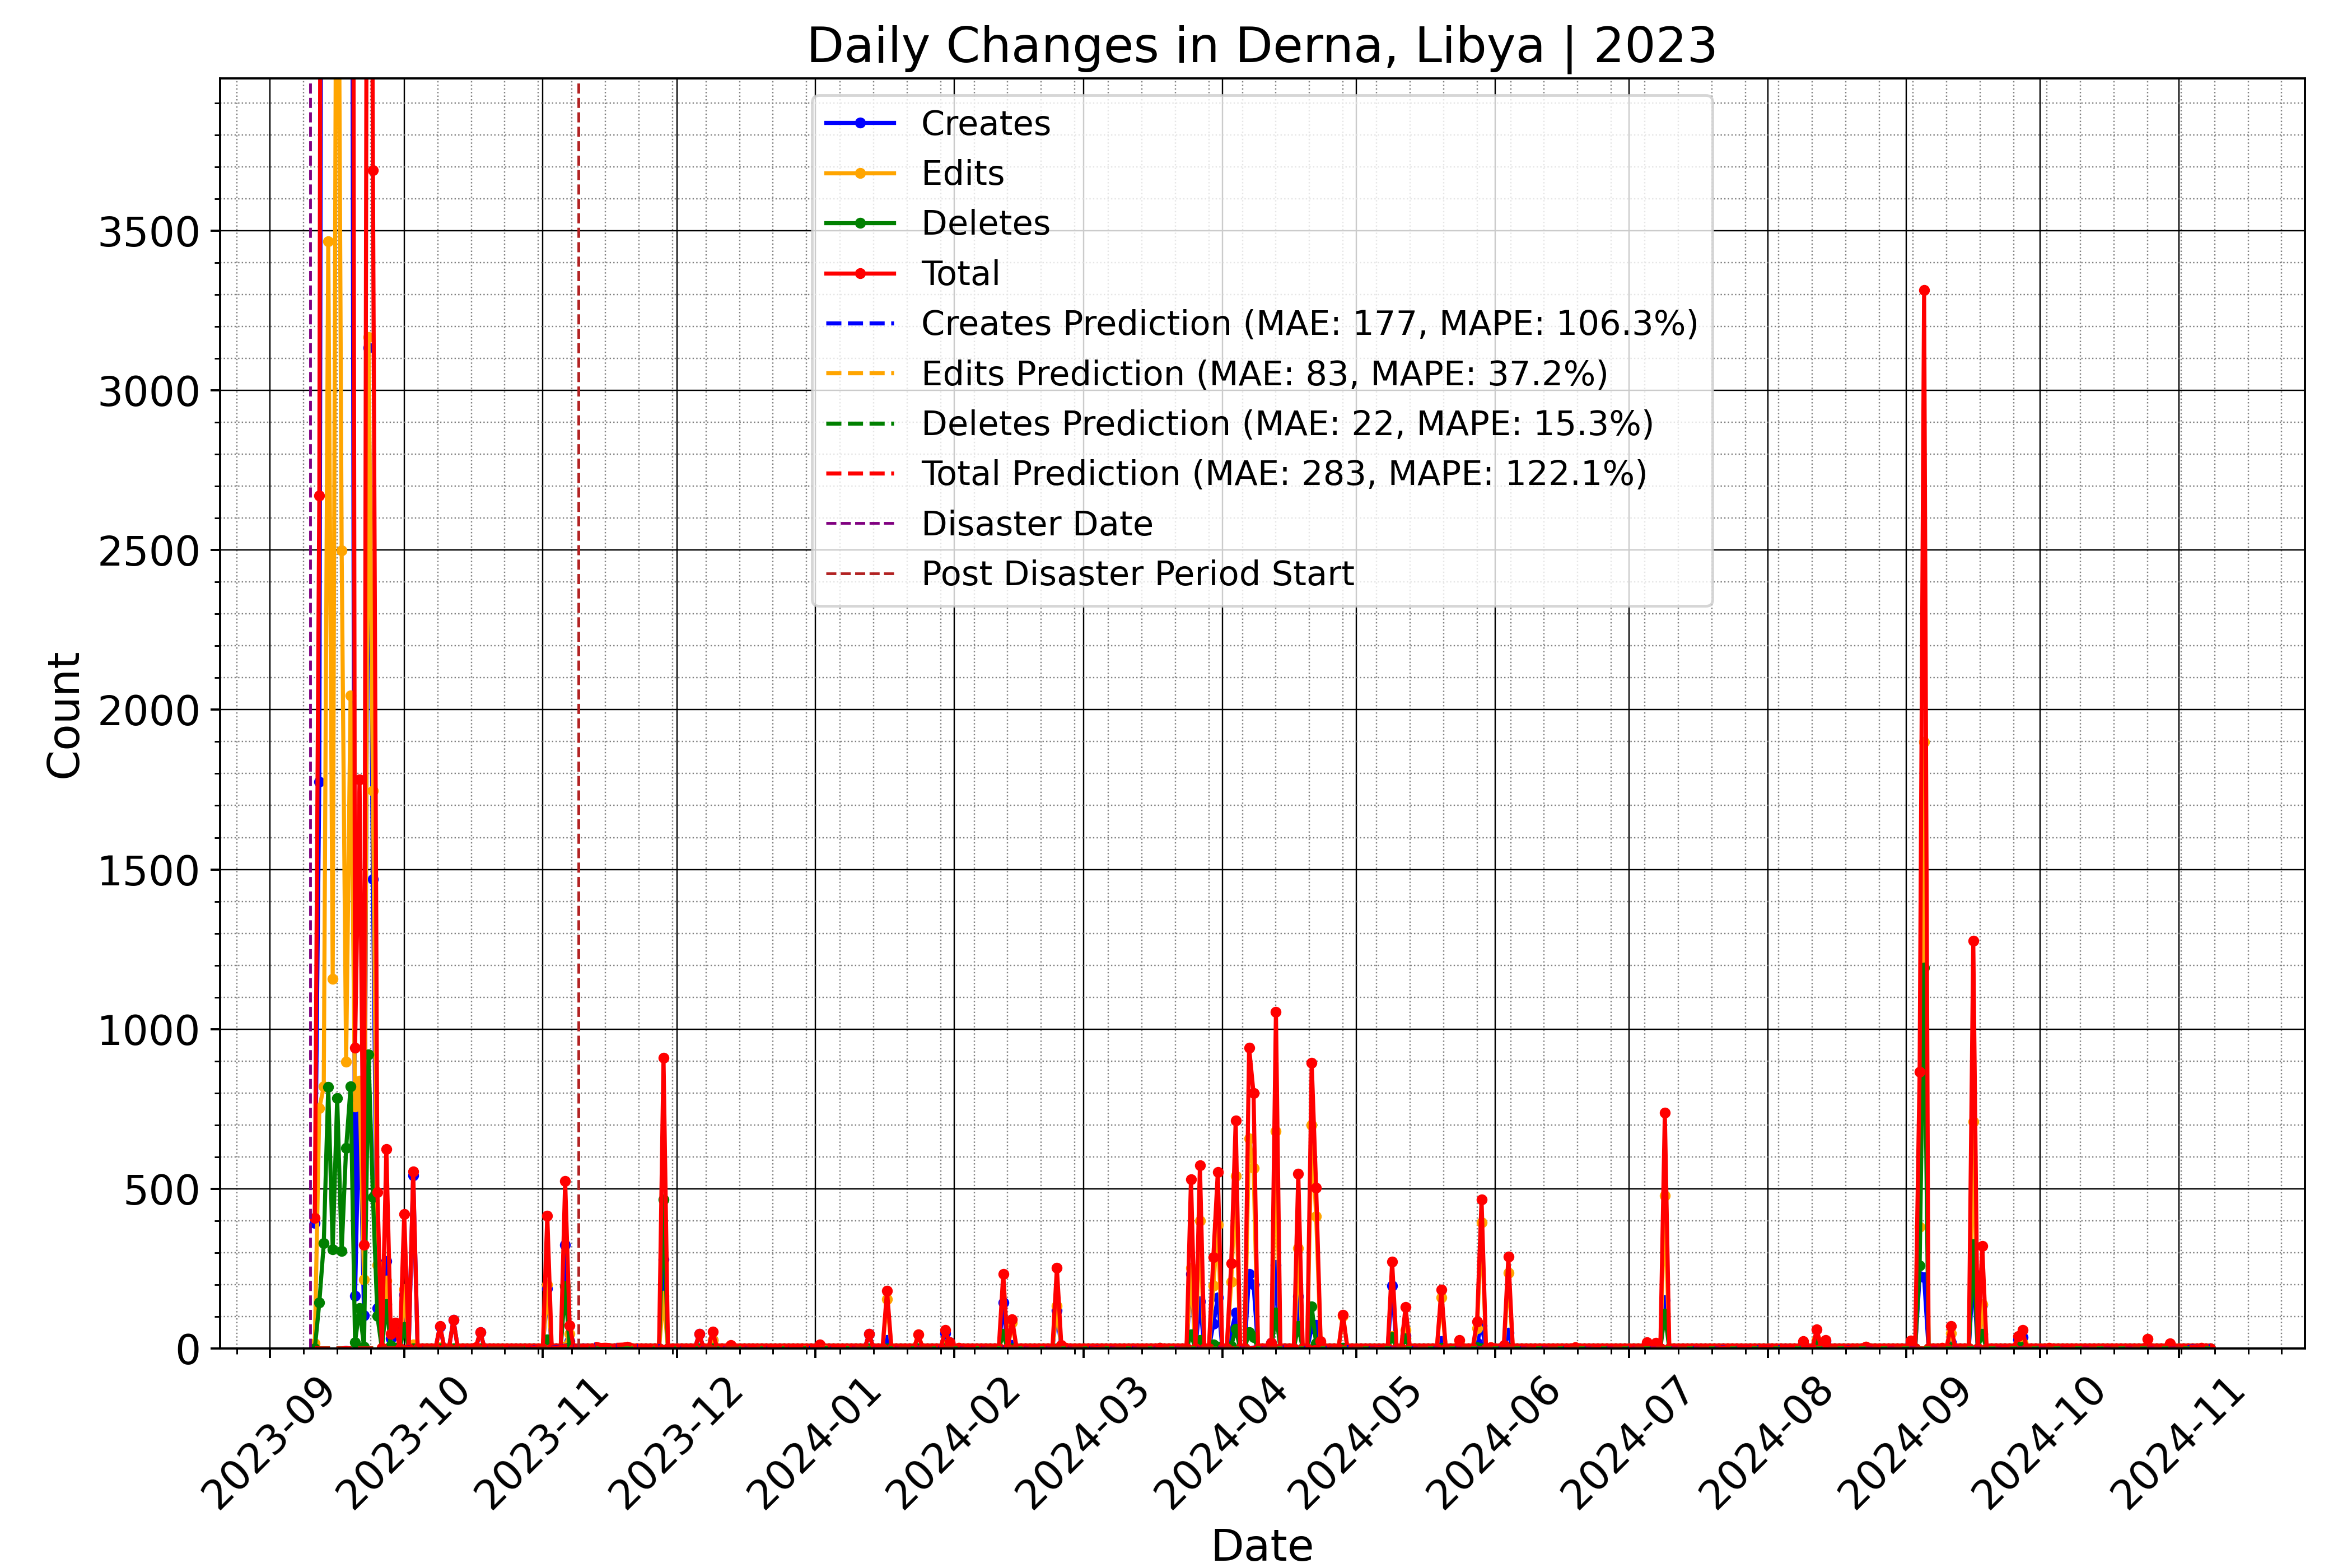 Daily Changes in Derna, Libya | 2023
Creates
Edits
Deletes
Total
Creates Prediction (MAE: 177, MAPE: 106.3%)
Edits Prediction (MAE: 83, MAPE: 37.2%)
Deletes Prediction (MAE: 22, MAPE: 15.3%)
Total Prediction (MAE: 283, MAPE: 122.1%)
Disaster Date
Post Disaster Period Start
Count
3500
3000
2500
2000
1500
1000
500
0
2023-09
2023-10
2023-11
2023-12
2024-01
2024-02
2024-03
2024-04
2024-05
2024-06
2024-07
2024-08
2024-09
2024-10
2024-11
Date